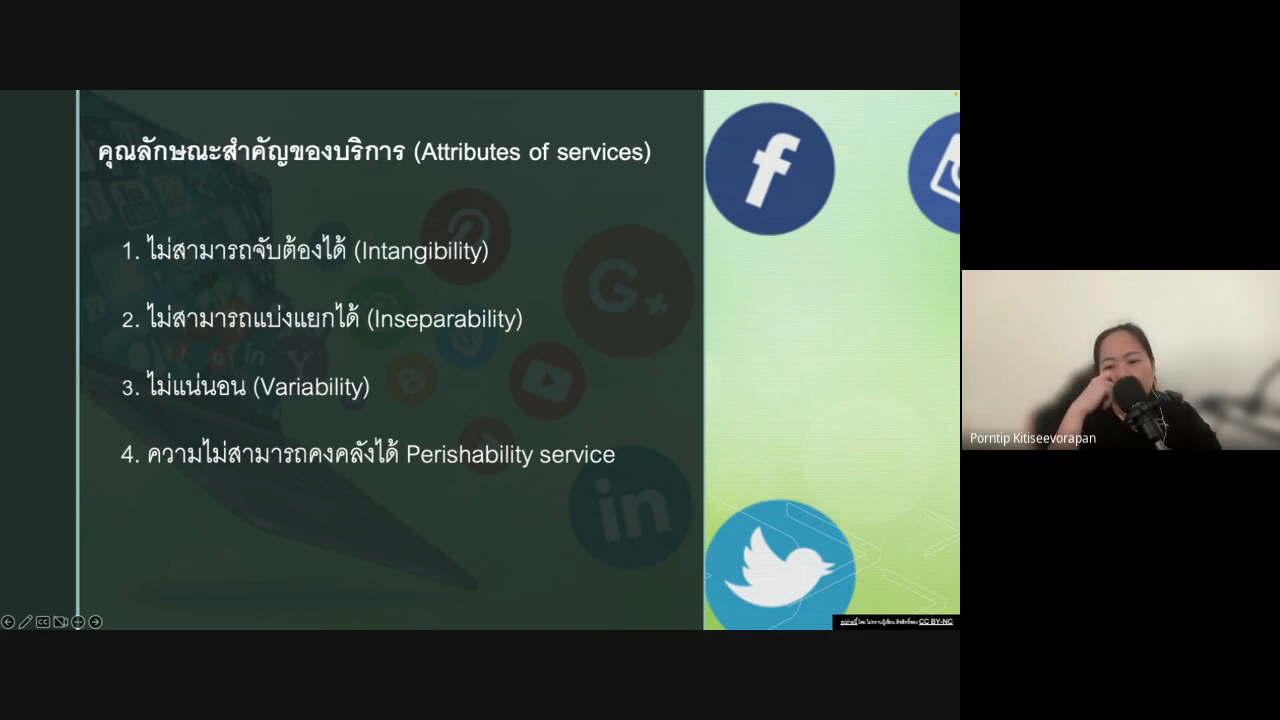 คุณลักษณะสำคัญของบริการ (Attributes of services)
1. ไม่สามารถจับต้องได้ (Intangibility)
2. ไม่สามารถแบ่งแยกได้ (Inseparability)
3. ไม่แน่นอน (Variability)
4. ความไม่สามารถคงคลังได้ Perishability service
in
G+
f
in
Porntip Kitiseevorapan
CC BY-NC